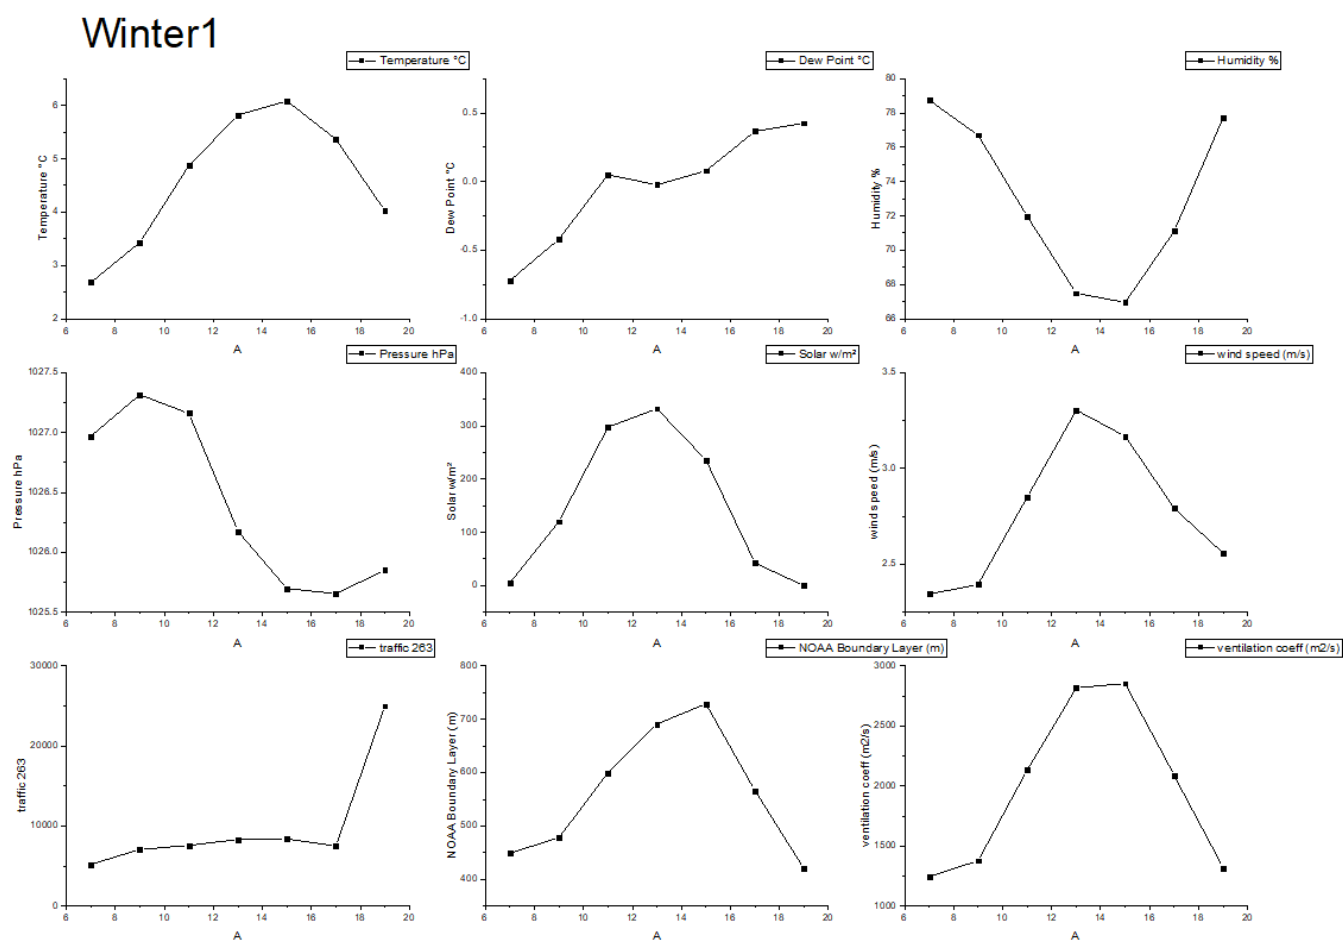 Winter1
Temperature °C
Temperature °C
6
5
4
3
2
6 8 10 12 14 16 18 20
A
Dew Point °C
Dew Point °C
0.5
0.0
-0.5
-1.0
6 8 10 12 14 16 18 20
A
Humidity %
Humidity %
80
78
76
74
72
70
68
66
6 8 10 12 14 16 18 20
A
Pressure hPa
Pressure hPa
1027.5
1027.0
1026.5
1026.0
1025.5
6 8 10 12 14 16 18 20
A
Solar w/m²
Solar w/m²
400
300
200
100
0
6 8 10 12 14 16 18 20
A
wind speed (m/s)
wind speed (m/s)
3.5
3.0
2.5
6 8 10 12 14 16 18 20
A
traffic 263
traffic 263
30000
20000
10000
0
6 8 10 12 14 16 18 20
A
NOAA Boundary Layer (m)
NOAA Boundary Layer (m)
800
700
600
500
400
6 8 10 12 14 16 18 20
A
ventilation coeff (m2/s)
ventilation coeff (m2/s)
3000
2500
2000
1500
1000
6 8 10 12 14 16 18 20
A